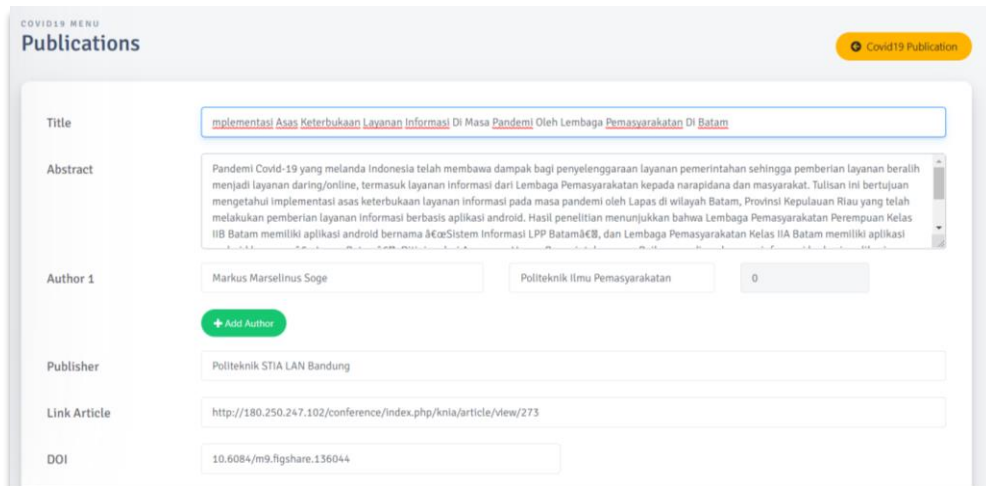 COVID19 MENU
Publications
Covid19 Publication
Title
mplementasi Asas Keterbukaan Layanan Informasi Di Masa Pandemi Oleh Lembaga Pemasyarakatan Di Batam
Abstract
Pandemi Covid-19 yang melanda Indonesia telah membawa dampak bagi penyelenggaraan layanan pemerintahan sehingga pemberian layanan beralih
menjadi layanan daring/online, termasuk layanan informasi dari Lembaga Pemasyarakatan kepada narapidana dan masyarakat. Tulisan ini bertujuan
mengetahui implementasi asas keterbukaan layanan informasi pada masa pandemi oleh Lapas di wilayah Batam, Provinsi Kepulauan Riau yang telah
melakukan pemberian layanan informasi berbasis aplikasi android. Hasil penelitian menunjukkan bahwa Lembaga Pemasyarakatan Perempuan Kelas
IIB Batam memiliki aplikasi android bernama â€œSistem Informasi LPP Batamâ€, dan Lembaga Pemasyarakatan Kelas IIA Batam memiliki aplikasi
Author 1
Markus Marselinus Soge
Politeknik Ilmu Pemasyarakatan
0
+ Add Author
Publisher
Politeknik STIA LAN Bandung
Link Article
http://180.250.247.102/conference/index.php/knia/article/view/273
DOI
10.6084/m9.figshare.136044